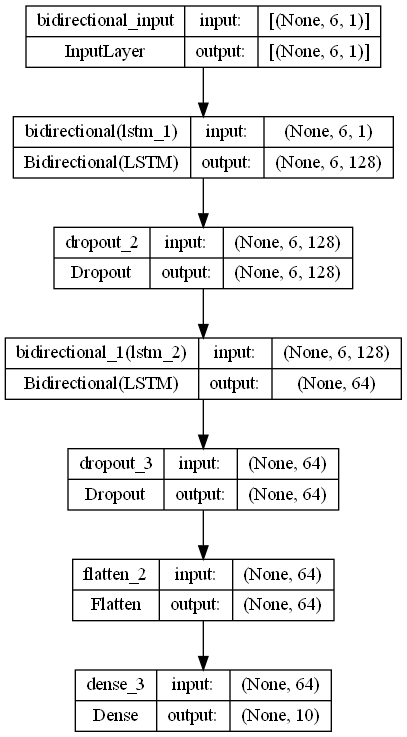 bidirectional_input input: [(None, 6, 1)]
InputLayer output: [(None, 6, 1)]
bidirectional(lstm_1) input: (None, 6, 1)
Bidirectional(LSTM) output: (None, 6, 128)
dropout_2 input: (None, 6, 128)
Dropout output: (None, 6, 128)
bidirectional_1(lstm_2) input: (None, 6, 128)
Bidirectional(LSTM) output: (None, 64)
dropout_3 input: (None, 64)
Dropout output: (None, 64)
flatten_2 input: (None, 64)
Flatten output: (None, 64)
dense_3 input: (None, 64)
Dense output: (None, 10)